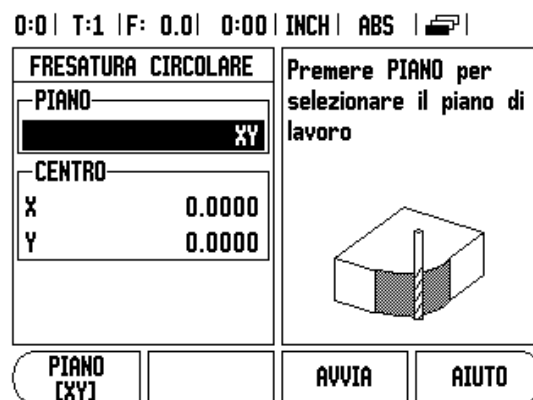 0:0| T:1 |F: 0.0| 0:00|INCH| ABS |
FRESATURA CIRCOLARE
PIANO
XY
CENTRO
X 0.0000
Y 0.0000
Premere PIANO per
selezionare il piano di
lavoro
PIANO
[XY]
AVVIA
AIUTO